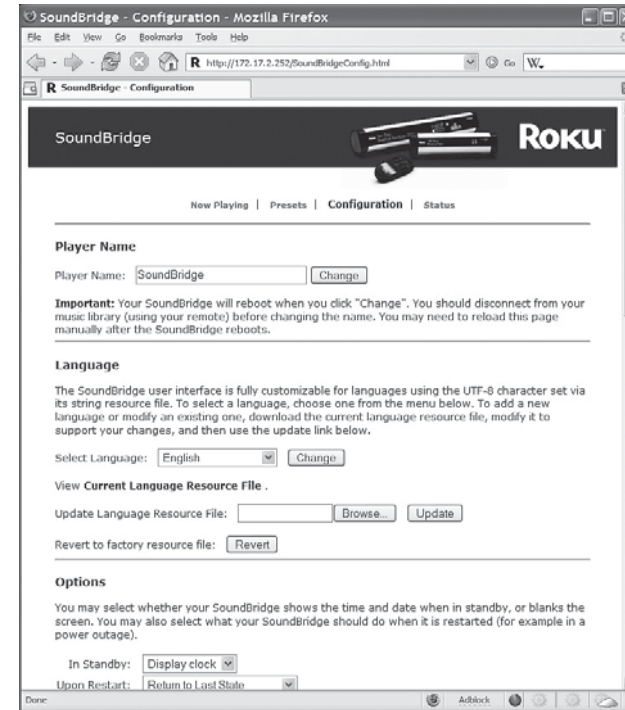 SoundBridge - Configuration - Mozilla Firefox
File Edit View Go Bookmarks Tools Help
R http://172.17.2.252/SoundBridgeConfig.html Go W.
R SoundBridge - Configuration
SoundBridge ROKU
Now Playing | Presets | Configuration | Status
Player Name
Player Name: SoundBridge Change
Important: Your SoundBridge will reboot when you click "Change". You should disconnect from your
music library (using your remote) before changing the name. You may need to reload this page
manually after the SoundBridge reboots.
Language
The SoundBridge user interface is fully customizable for languages using the UTF-8 character set via
its string resource file. To select a language, choose one from the menu below. To add a new
language or modify an existing one, download the current language resource file, modify it to
support your changes, and then use the update link below.
Select Language: English Change
View Current Language Resource File .
Update Language Resource File: Browse... Update
Revert to factory resource file: Revert
Options
You may select whether your SoundBridge shows the time and date when in standby, or blanks the
screen. You may also select what your SoundBridge should do when it is restarted (for example in a
power outage).
In Standby: Display clock
Upon Restart: Return to Last State
Done Adblock